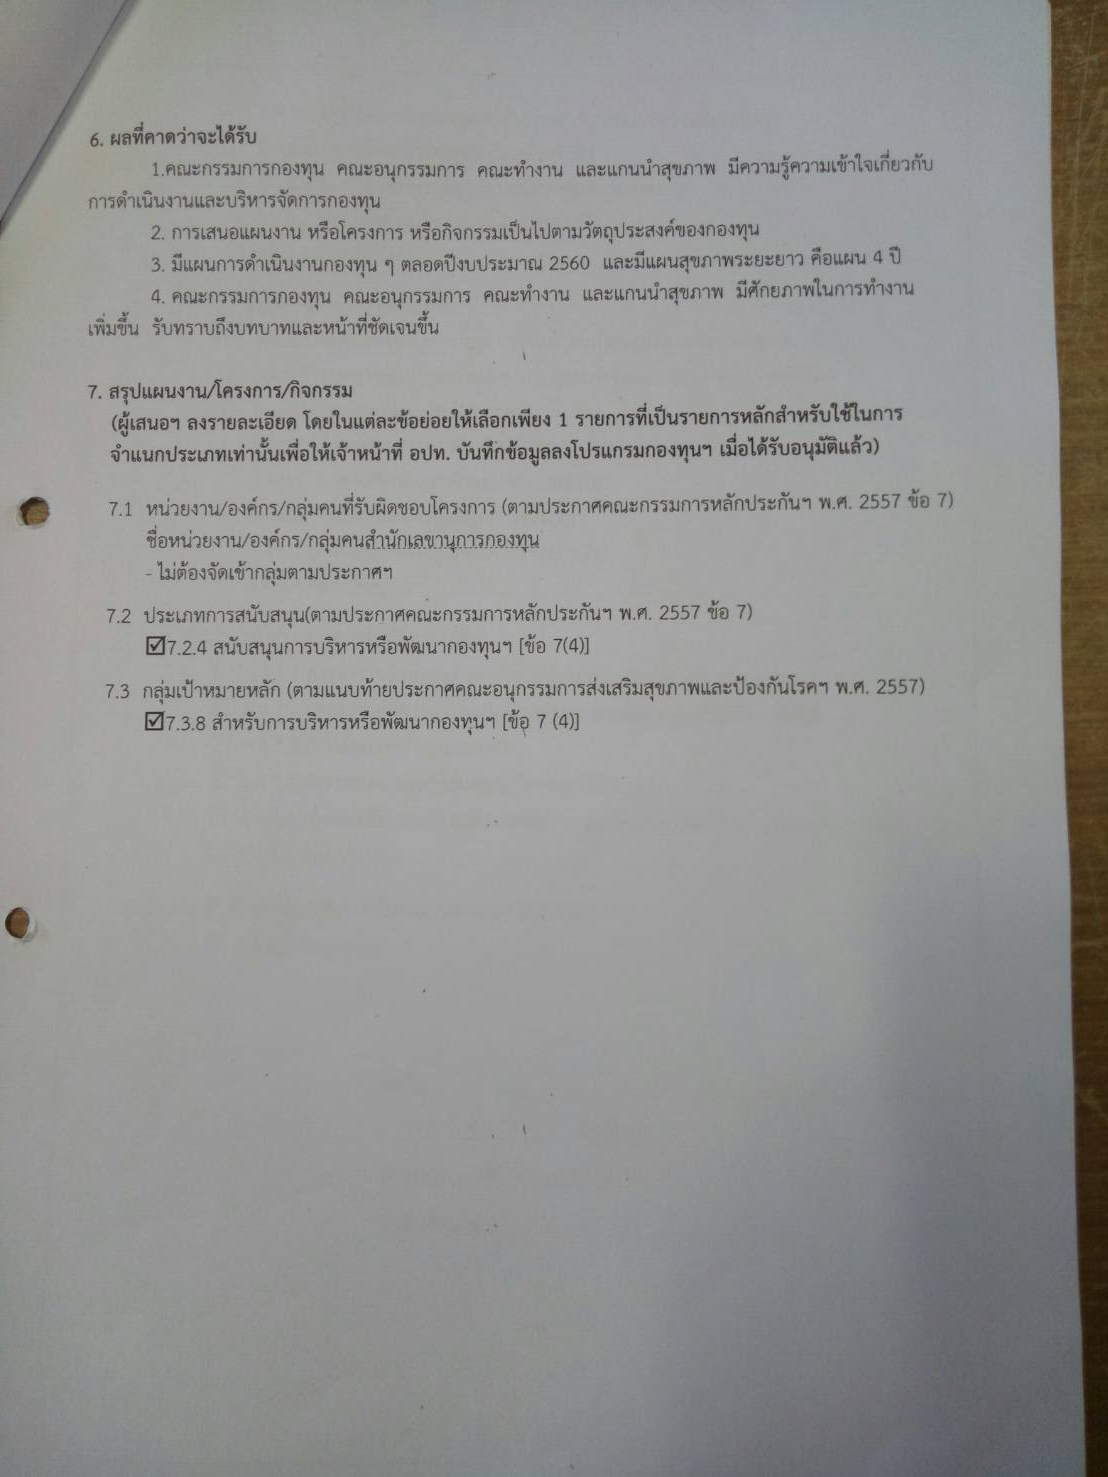 6. ผลที่คาดว่าจะได้รับ
1.คณะกรรมการกองทุน คณะอนุกรรมการ คณะทำงาน และแกนนำสุขภาพ มีความรู้ความเข้าใจเกี่ยวกับ
การดำเนินงานและบริหารจัดการกองทุน
2. การเสนอแผนงาน หรือโครงการ หรือกิจกรรมเป็นไปตามวัตถุประสงค์ของกองทุน
3. มีแผนการดำเนินงานกองทุน ๆ ตลอดปีงบประมาณ 2560 และมีแผนสุขภาพระยะยาว คือแผน 4 ปี
4. คณะกรรมการกองทุน คณะอนุกรรมการ คณะทำงาน และแกนนำสุขภาพ มีศักยภาพในการทำงาน
เพิ่มขึ้น รับทราบถึงบทบาทและหน้าที่ชัดเจนขึ้น
7. สรุปแผนงาน/โครงการ/กิจกรรม
(ผู้เสนอฯ ลงรายละเอียด โดยในแต่ละข้อย่อยให้เลือกเพียง 1 รายการที่เป็นรายการหลักสำหรับใช้ในการ
จำแนกประเภทเท่านั้นเพื่อให้เจ้าหน้าที่ อปท. บันทึกข้อมูลลงโปรแกรมกองทุนฯ เมื่อได้รับอนุมัติแล้ว)
7.1 หน่วยงาน/องค์กร/กลุ่มคนที่รับผิดชอบโครงการ (ตามประกาศคณะกรรมการหลักประกันฯ พ.ศ. 2557 ข้อ 7)
ชื่อหน่วยงาน/องค์กร/กลุ่มคนสำนักเลขานุการกองทุน
- ไม่ต้องจัดเข้ากลุ่มตามประกาศฯ
7.2 ประเภทการสนับสนุน(ตามประกาศคณะกรรมการหลักประกันฯ พ.ศ. 2557 ข้อ 7)
☑7.2.4 สนับสนุนการบริหารหรือพัฒนากองทุนฯ [ข้อ 7(4)]
7.3 กลุ่มเป้าหมายหลัก (ตามแนบท้ายประกาศคณะอนุกรรมการส่งเสริมสุขภาพและป้องกันโรคฯ พ.ศ. 2557)
☑7.3.8 สำหรับการบริหารหรือพัฒนากองทุนฯ [ข้อ 7 (4)]